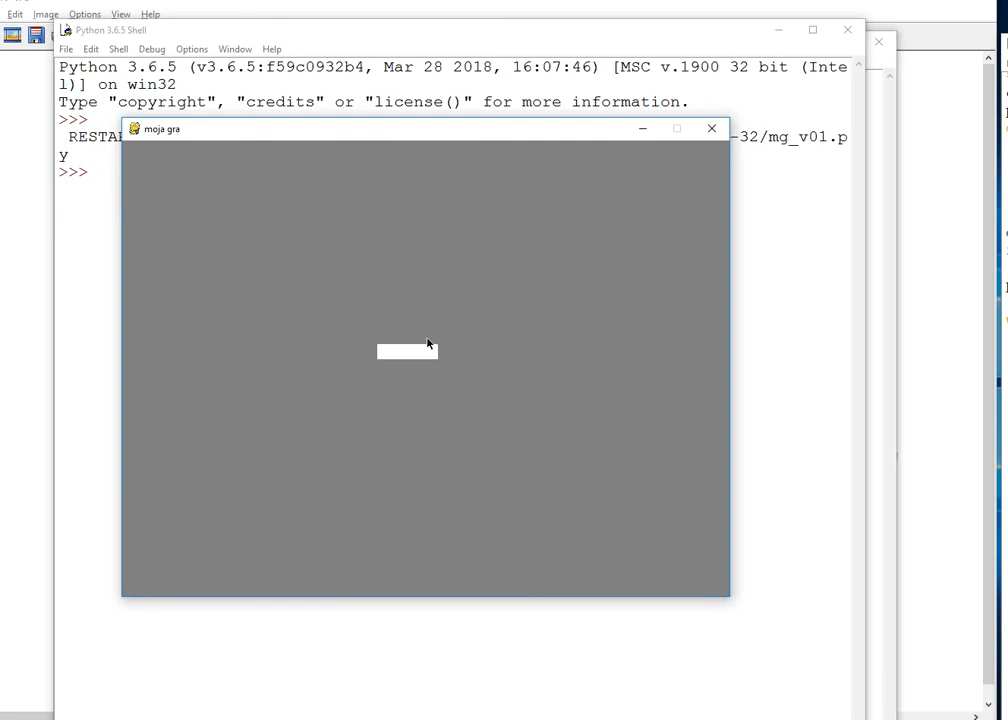 Edit Image Options View Help
Python 3.6.5 Shell
File Edit Shell Debug Options Window Help
Python 3.6.5 (v3.6.5:f59c0932b4, Mar 28 2018, 16:07:46) [MSC v.1900 32 bit (Inte
l)] on win32
Type "copyright", "credits" or "license()" for more information.
>>>
-32/mg_v01.p
y
>>>
moja gra